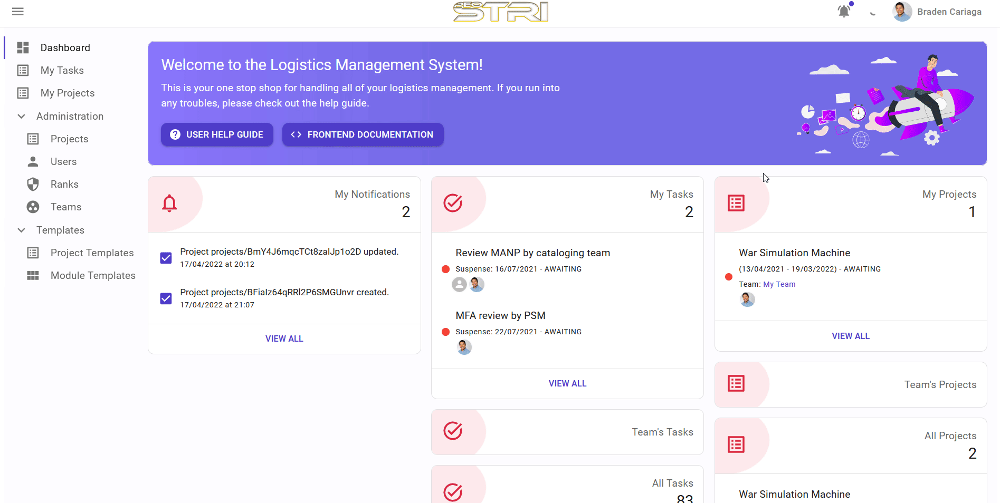 PEO
STRI
Braden Cariaga
Dashboard
My Tasks
My Projects
Administration
Projects
Users
Ranks
Teams
Templates
Project Templates
Module Templates
Welcome to the Logistics Management System!
This is your one stop shop for handling all of your logistics management. If you run into
any troubles, please check out the help guide.
USER HELP GUIDE
FRONTEND DOCUMENTATION
My Notifications
2
Project projects/BmY4J6mqcTCt8zalJp1o2D updated.
17/04/2022 at 20:12
Project projects/BFiaIz64qRRl2P6SMGUnvr created.
17/04/2022 at 21:07
VIEW ALL
My Tasks
2
Review MANP by cataloging team
Suspense: 16/07/2021 - AWAITING
MFA review by PSM
Suspense: 22/07/2021 - AWAITING
VIEW ALL
Team's Tasks
All Tasks
83
My Projects
1
War Simulation Machine
(13/04/2021 - 19/03/2022) - AWAITING
Team: My Team
VIEW ALL
Team's Projects
All Projects
2
War Simulation Machine